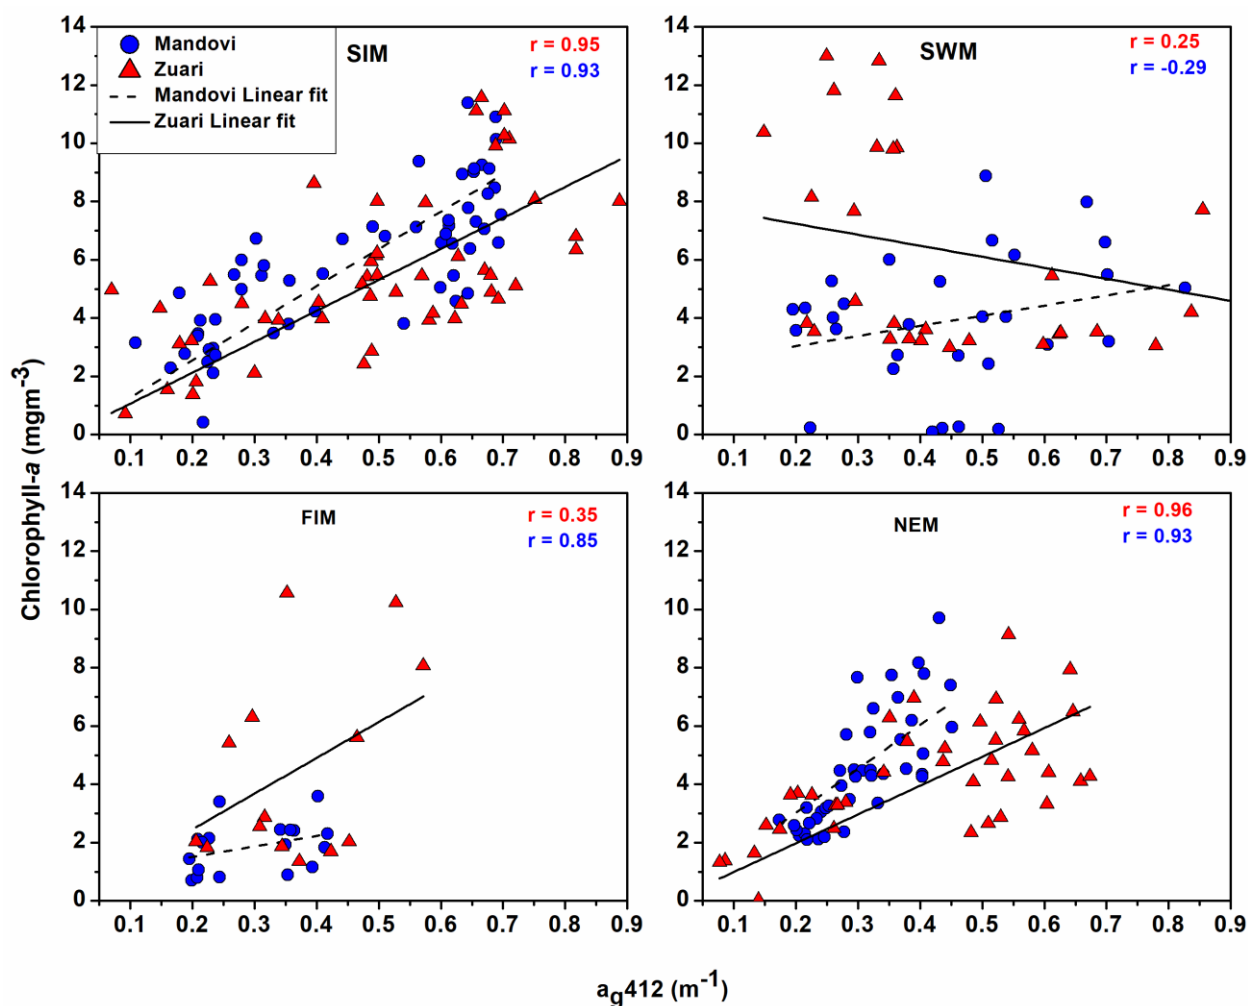 Chlorophyll-a (mgm-3)
14
12
10
8
6
4
2
0
Mandovi
Zuari
Mandovi Linear fit
Zuari Linear fit
SIM
r = 0.95
r = 0.93
0.1 0.2 0.3 0.4 0.5 0.6 0.7 0.8 0.9
14
12
10
8
6
4
2
0
SWM
r = 0.25
r = -0.29
0.1 0.2 0.3 0.4 0.5 0.6 0.7 0.8 0.9
14
12
10
8
6
4
2
0
FIM
r = 0.35
r = 0.85
0.1 0.2 0.3 0.4 0.5 0.6 0.7 0.8 0.9
14
12
10
8
6
4
2
0
NEM
r = 0.96
r = 0.93
0.1 0.2 0.3 0.4 0.5 0.6 0.7 0.8 0.9
ag412 (m-1)